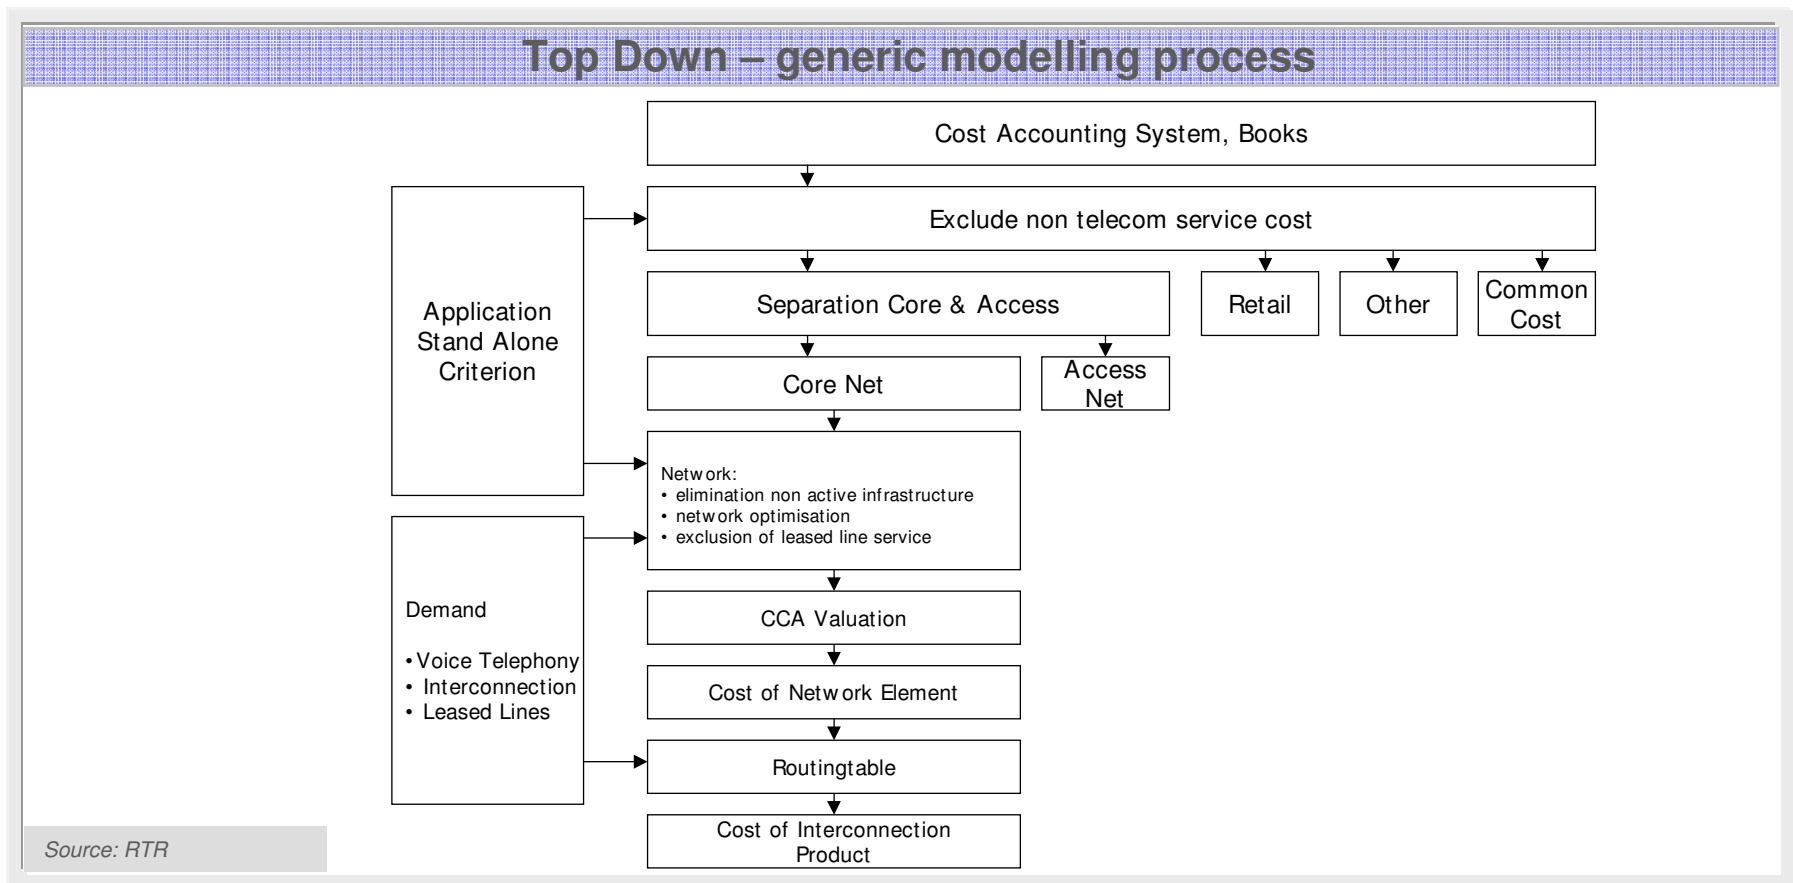 Top Down – generic modelling process
Cost Accounting System, Books
Exclude non telecom service cost
Application
Stand Alone
Criterion
Separation Core & Access
Retail
Other
Common
Cost
Core Net
Access
Net
Network:
• elimination non active infrastructure
• network optimisation
• exclusion of leased line service
Demand
• Voice Telephony
• Interconnection
• Leased Lines
CCA Valuation
Cost of Network Element
Routingtable
Cost of Interconnection
Product
Source: RTR